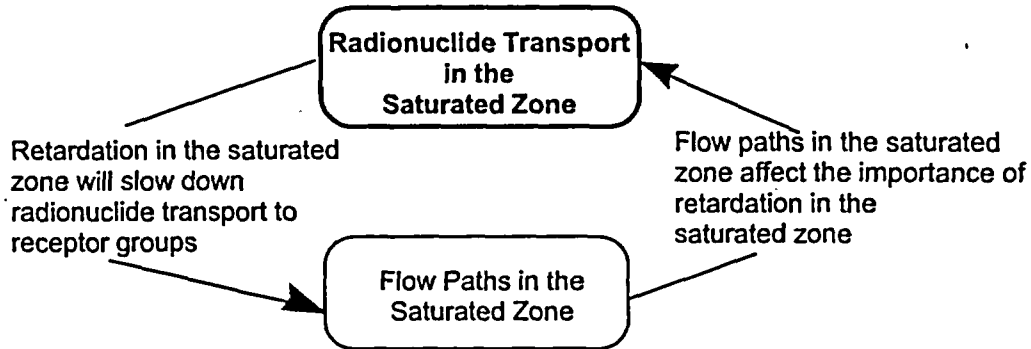 Radionuclide Transport
in the
Saturated Zone
Retardation in the saturated
zone will slow down
radionuclide transport to
receptor groups
Flow paths in the saturated
zone affect the importance of
retardation in the
saturated zone
Flow Paths in the
Saturated Zone